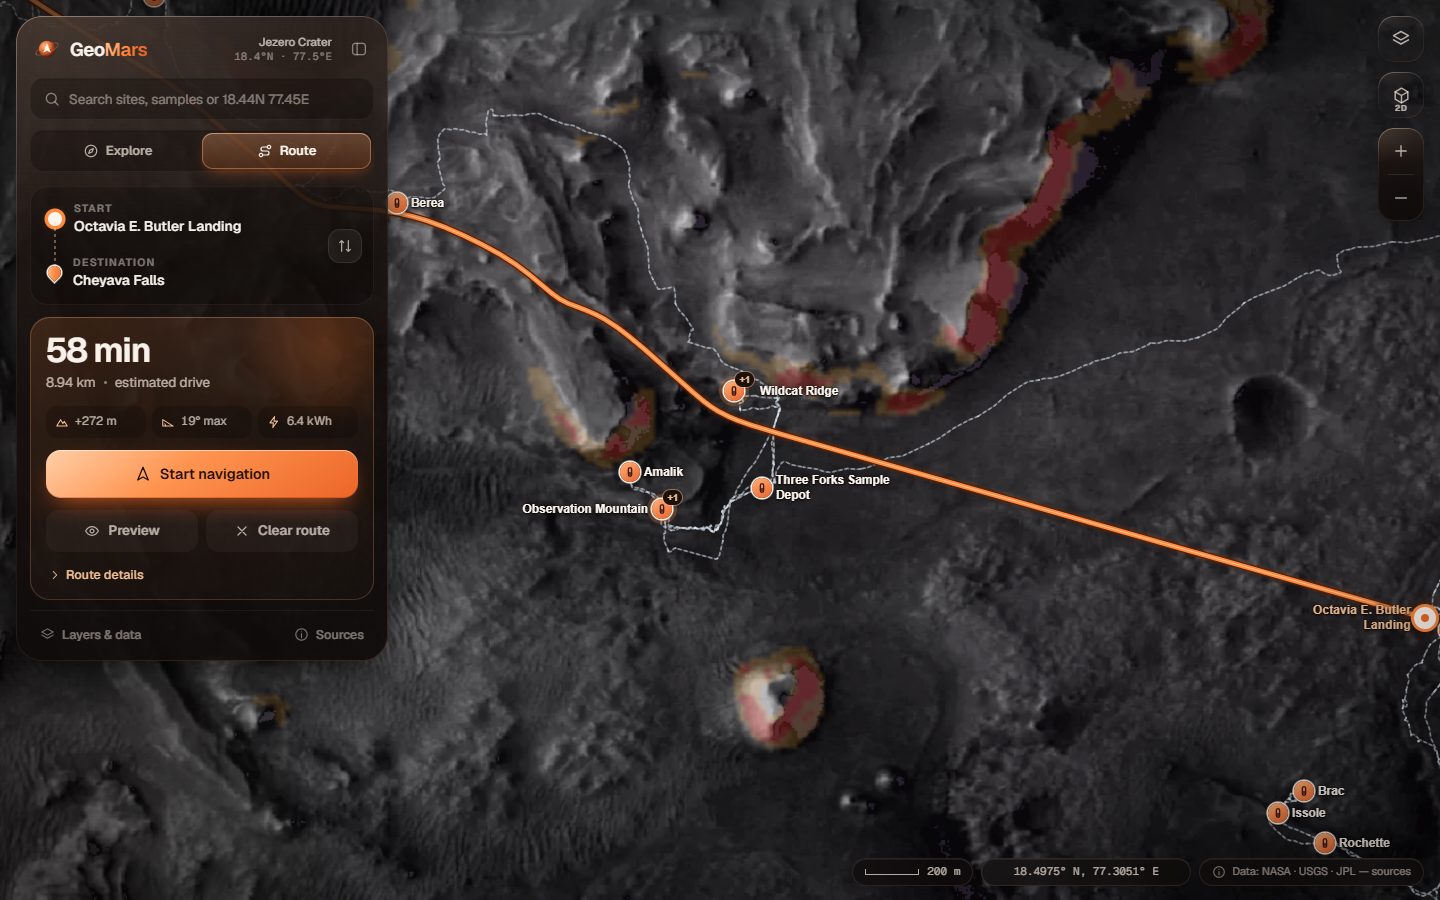 GeoMars
Jezero Crater
18.4°N · 77.5°E
Search sites, samples or 18.44N 77.45E
Explore
Route
START
Octavia E. Butler Landing
DESTINATION
Cheyava Falls
58 min
8.94 km · estimated drive
+272 m
19° max
6.4 kWh
Start navigation
Preview
Clear route
Route details
Layers & data
Sources
2D
Berea
+1
Wildcat Ridge
Amalik
+1
Observation Mountain
Three Forks Sample
Depot
Octavia E. Butler
Landing
Brac
Issole
Rochette
200 m
18.4975° N, 77.3051° E
Data: NASA · USGS · JPL — sources